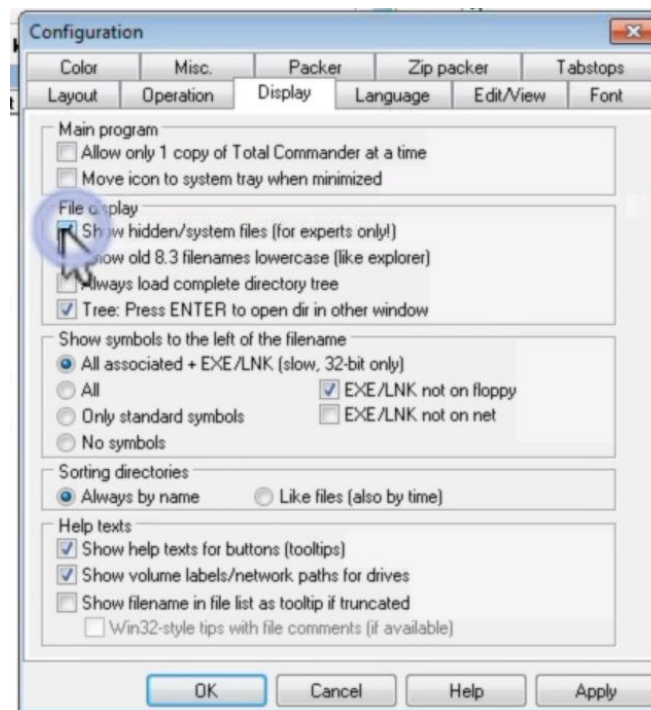 Configuration
Color Misc. Packer Zip packer Tabstops
Layout Operation Display Language Edit/View Font
Main program
Allow only 1 copy of Total Commander at a time
Move icon to system tray when minimized
File display
Show hidden/system files (for experts only!)
Show old 8.3 filenames lowercase (like explorer)
Always load complete directory tree
Tree: Press ENTER to open dir in other window
Show symbols to the left of the filename
All associated + EXE/LNK (slow, 32-bit only)
All EXE/LNK not on floppy
Only standard symbols EXE/LNK not on net
No symbols
Sorting directories
Always by name Like files (also by time)
Help texts
Show help texts for buttons (tooltips)
Show volume labels/network paths for drives
Show filename in file list as tooltip if truncated
Win32-style tips with file comments (if available)
OK Cancel Help Apply